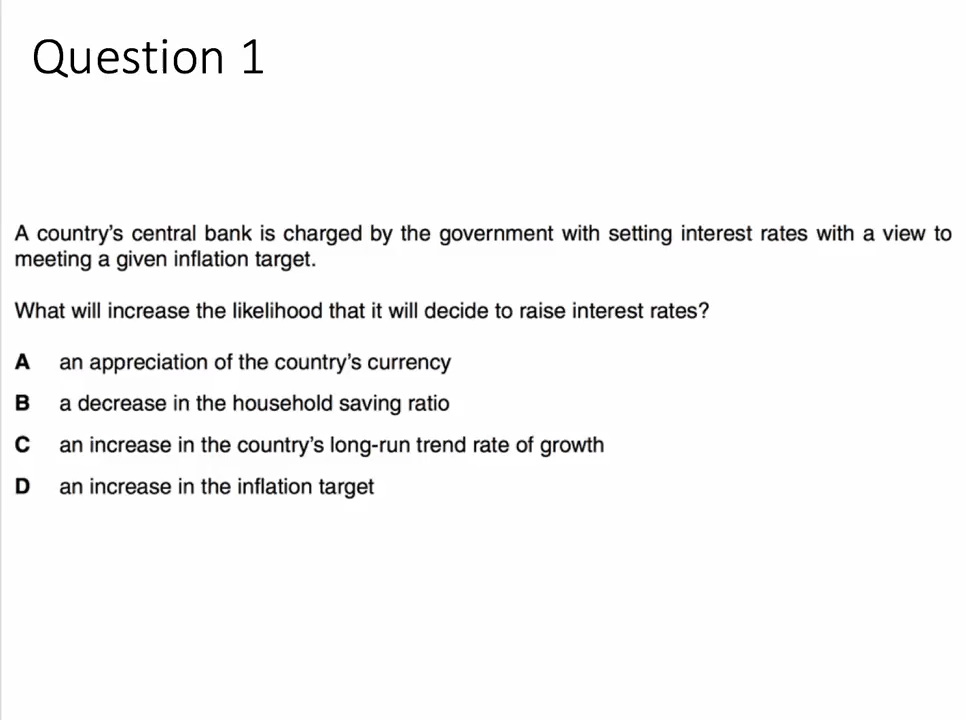 Question 1
A country's central bank is charged by the government with setting interest rates with a view to
meeting a given inflation target.
What will increase the likelihood that it will decide to raise interest rates?
A an appreciation of the country's currency
B a decrease in the household saving ratio
C an increase in the country's long-run trend rate of growth
D an increase in the inflation target